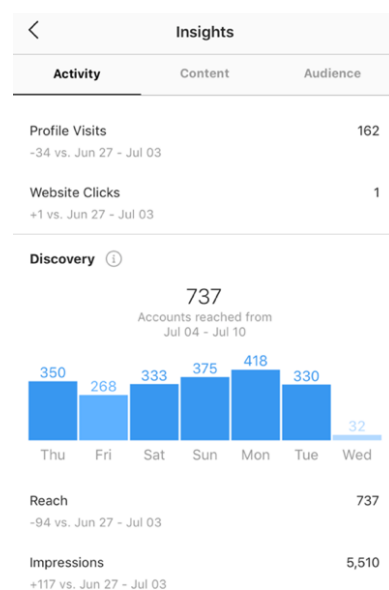 Insights
Activity Content Audience
Profile Visits 162
-34 vs. Jun 27 - Jul 03
Website Clicks 1
+1 vs. Jun 27 - Jul 03
Discovery
737
Accounts reached from
Jul 04 - Jul 10
350 268 333 375 418 330 32
Thu Fri Sat Sun Mon Tue Wed
Reach 737
-94 vs. Jun 27 - Jul 03
Impressions 5,510
+117 vs. Jun 27 - Jul 03